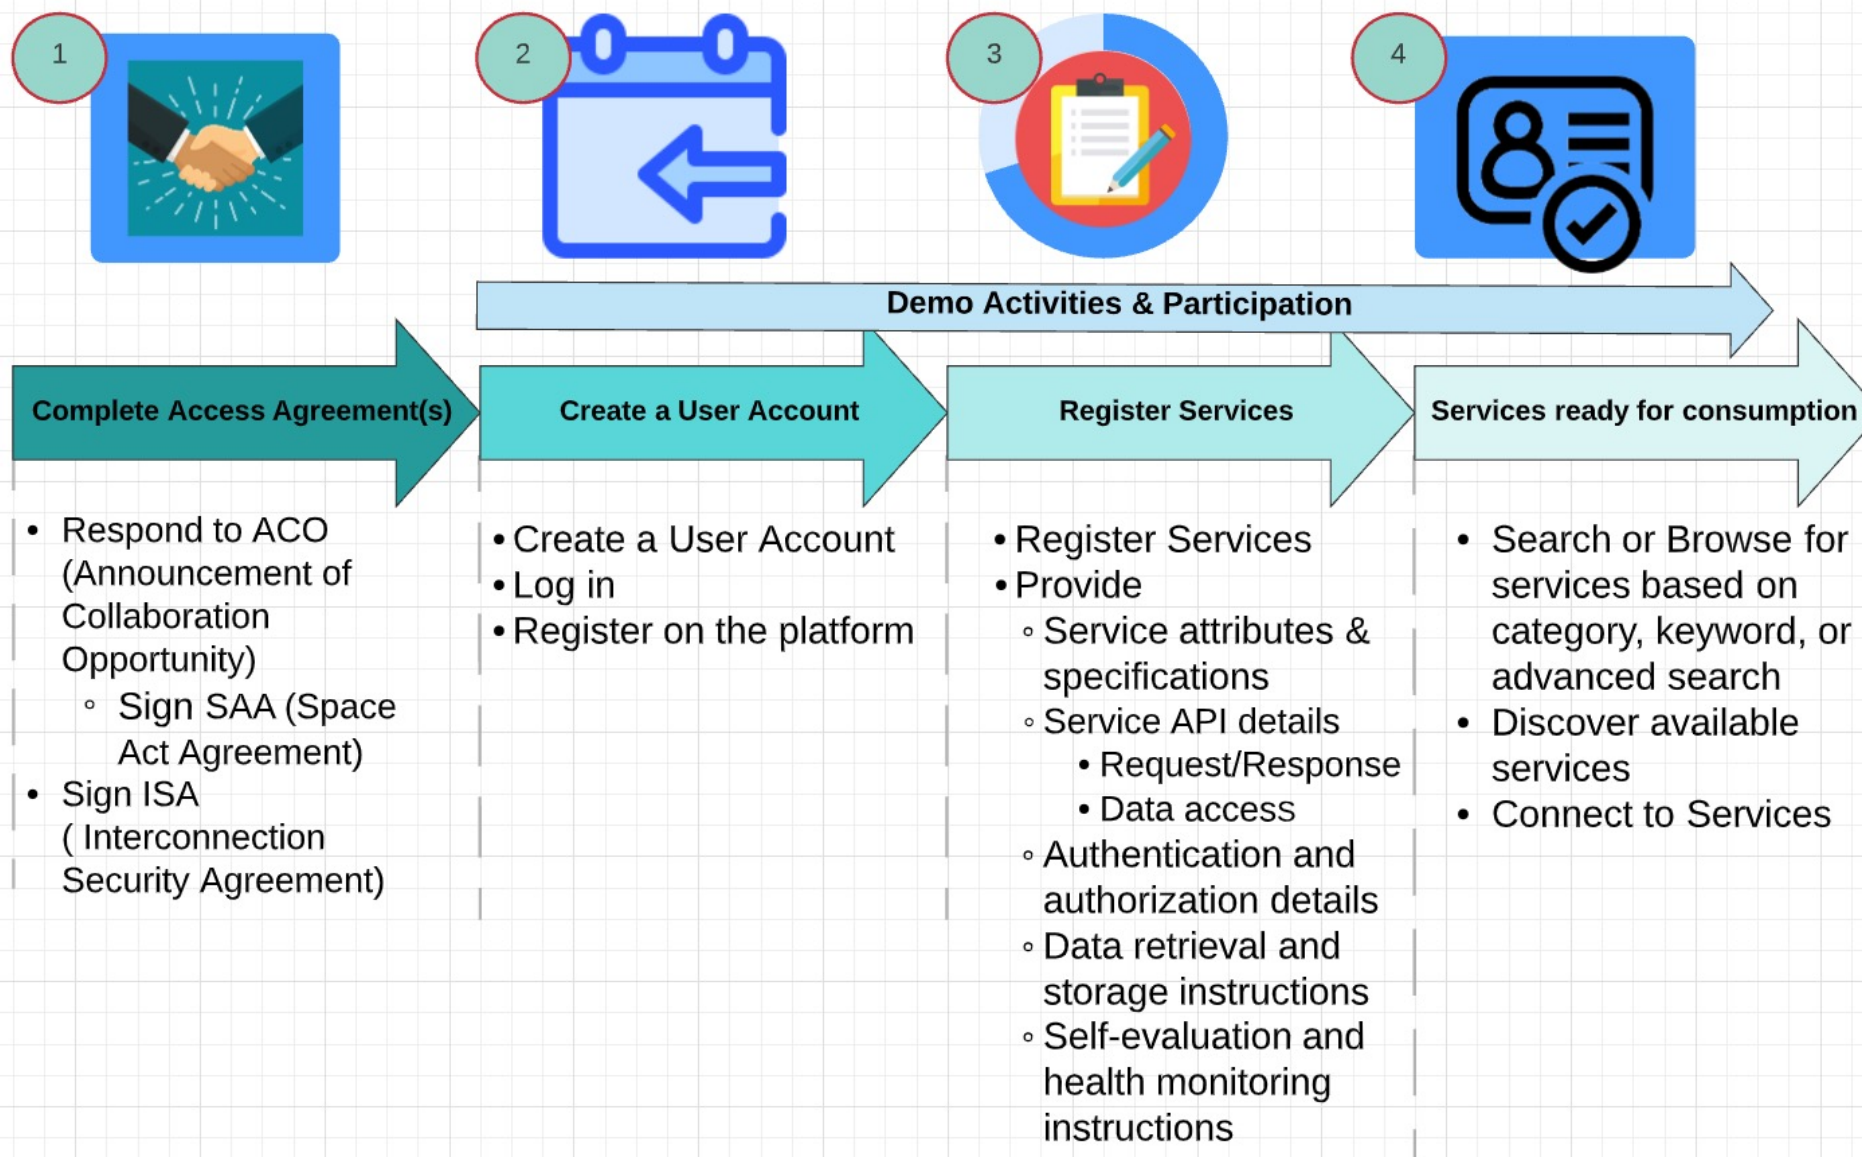 1
2
3
4
Demo Activities & Participation
Complete Access Agreement(s)
Create a User Account
Register Services
Services ready for consumption
• Respond to ACO
(Announcement of
Collaboration
Opportunity)
◦ Sign SAA (Space
Act Agreement)
• Sign ISA
( Interconnection
Security Agreement)
• Create a User Account
• Log in
• Register on the platform
• Register Services
• Provide
◦ Service attributes &
specifications
◦ Service API details
• Request/Response
• Data access
◦ Authentication and
authorization details
◦ Data retrieval and
storage instructions
◦ Self-evaluation and
health monitoring
instructions
• Search or Browse for
services based on
category, keyword, or
advanced search
• Discover available
services
• Connect to Services